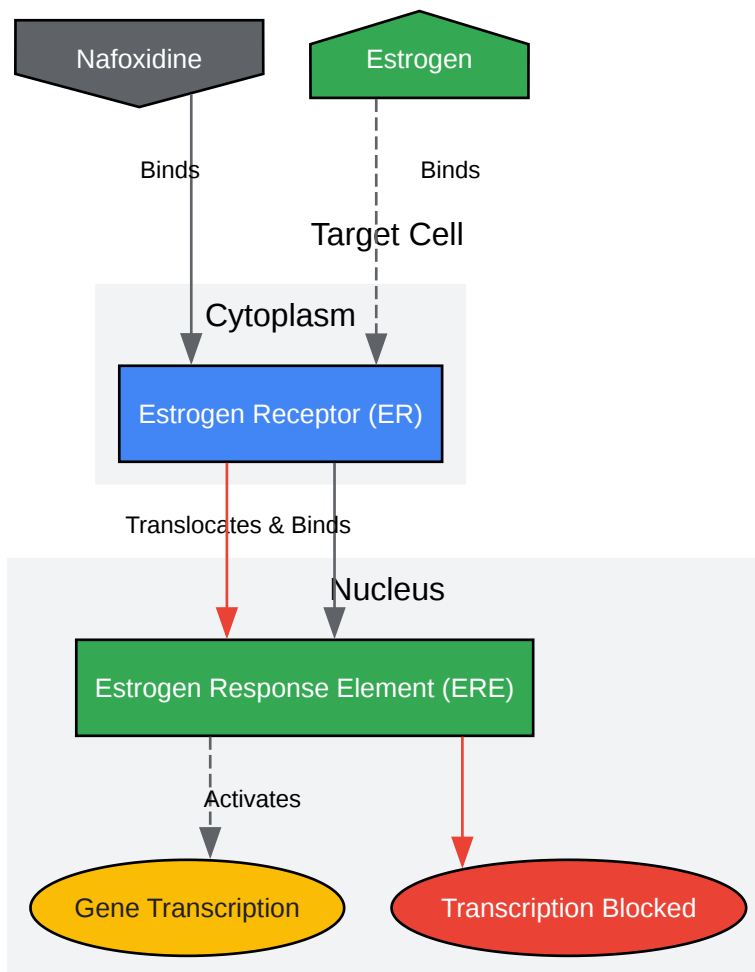 Nafoxidine
Estrogen
Binds
Binds
Target Cell
Cytoplasm
Estrogen Receptor (ER)
Translocates & Binds
Nucleus
Estrogen Response Element (ERE)
Activates
Gene Transcription
Transcription Blocked